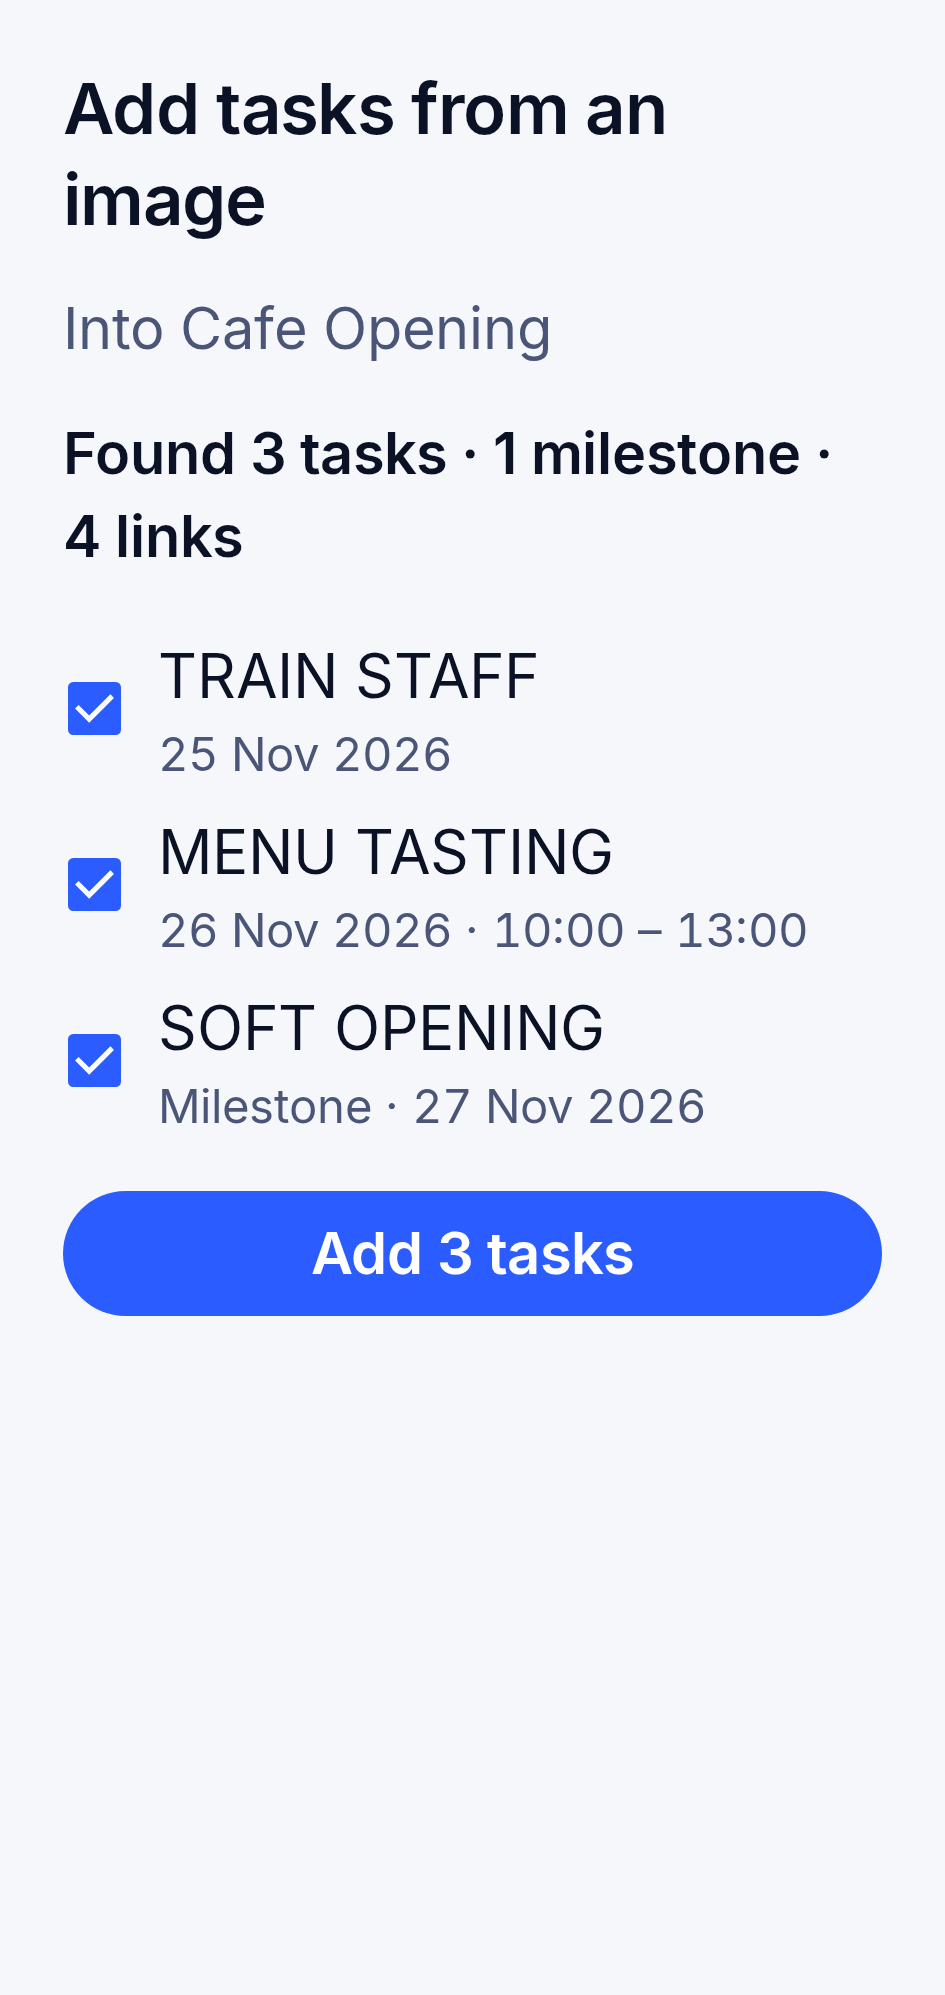 Add tasks from an
image
Into Cafe Opening
Found 3 tasks · 1 milestone ·
4 links
TRAIN STAFF
25 Nov 2026
MENU TASTING
26 Nov 2026 · 10:00 – 13:00
SOFT OPENING
Milestone · 27 Nov 2026
Add 3 tasks